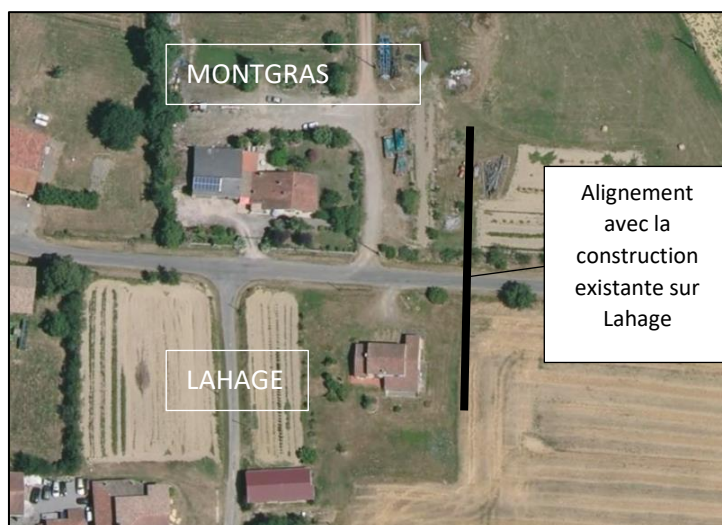 MONTGRAS
Alignement
avec la
construction
existante sur
Lahage
LAHAGE